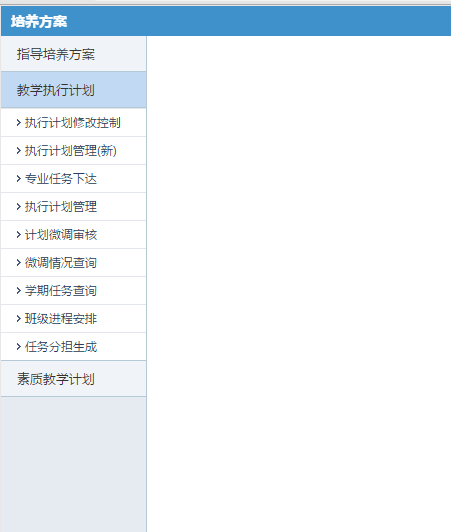 培养方案
指导培养方案
教学执行计划
执行计划修改控制
执行计划管理(新)
专业任务下达
执行计划管理
计划微调审核
微调情况查询
学期任务查询
班级进程安排
任务分担生成
素质教学计划